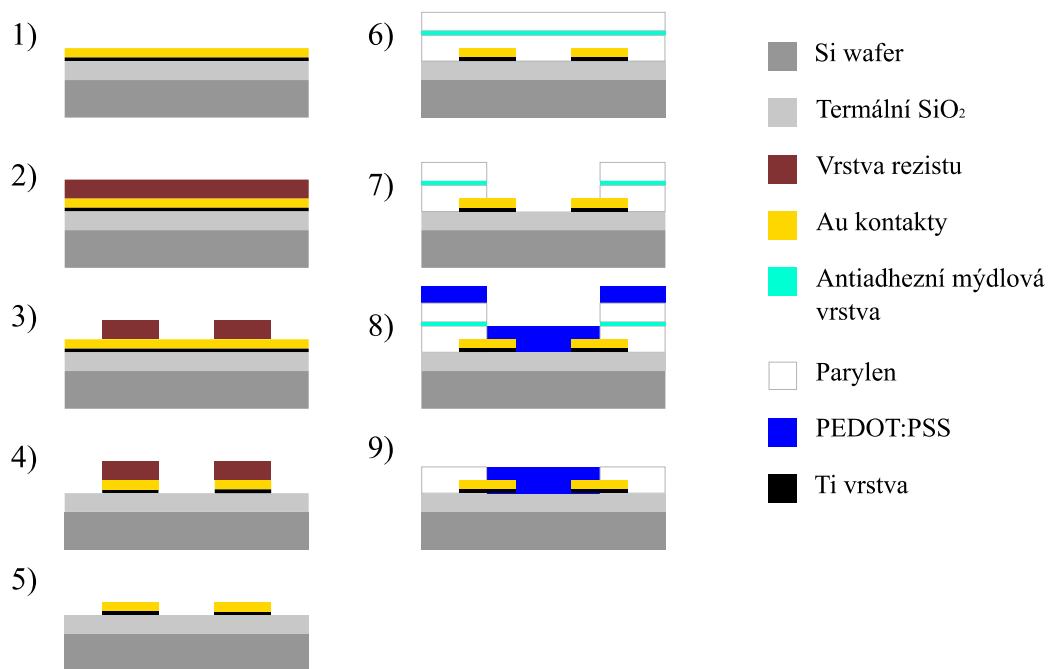 1)
2)
3)
4)
5)
6)
7)
8)
9)
Si wafer
Termální SiO₂
Vrstva rezistu
Au kontakty
Antiadhezní mýdlová
vrstva
Parylen
PEDOT:PSS
Ti vrstva